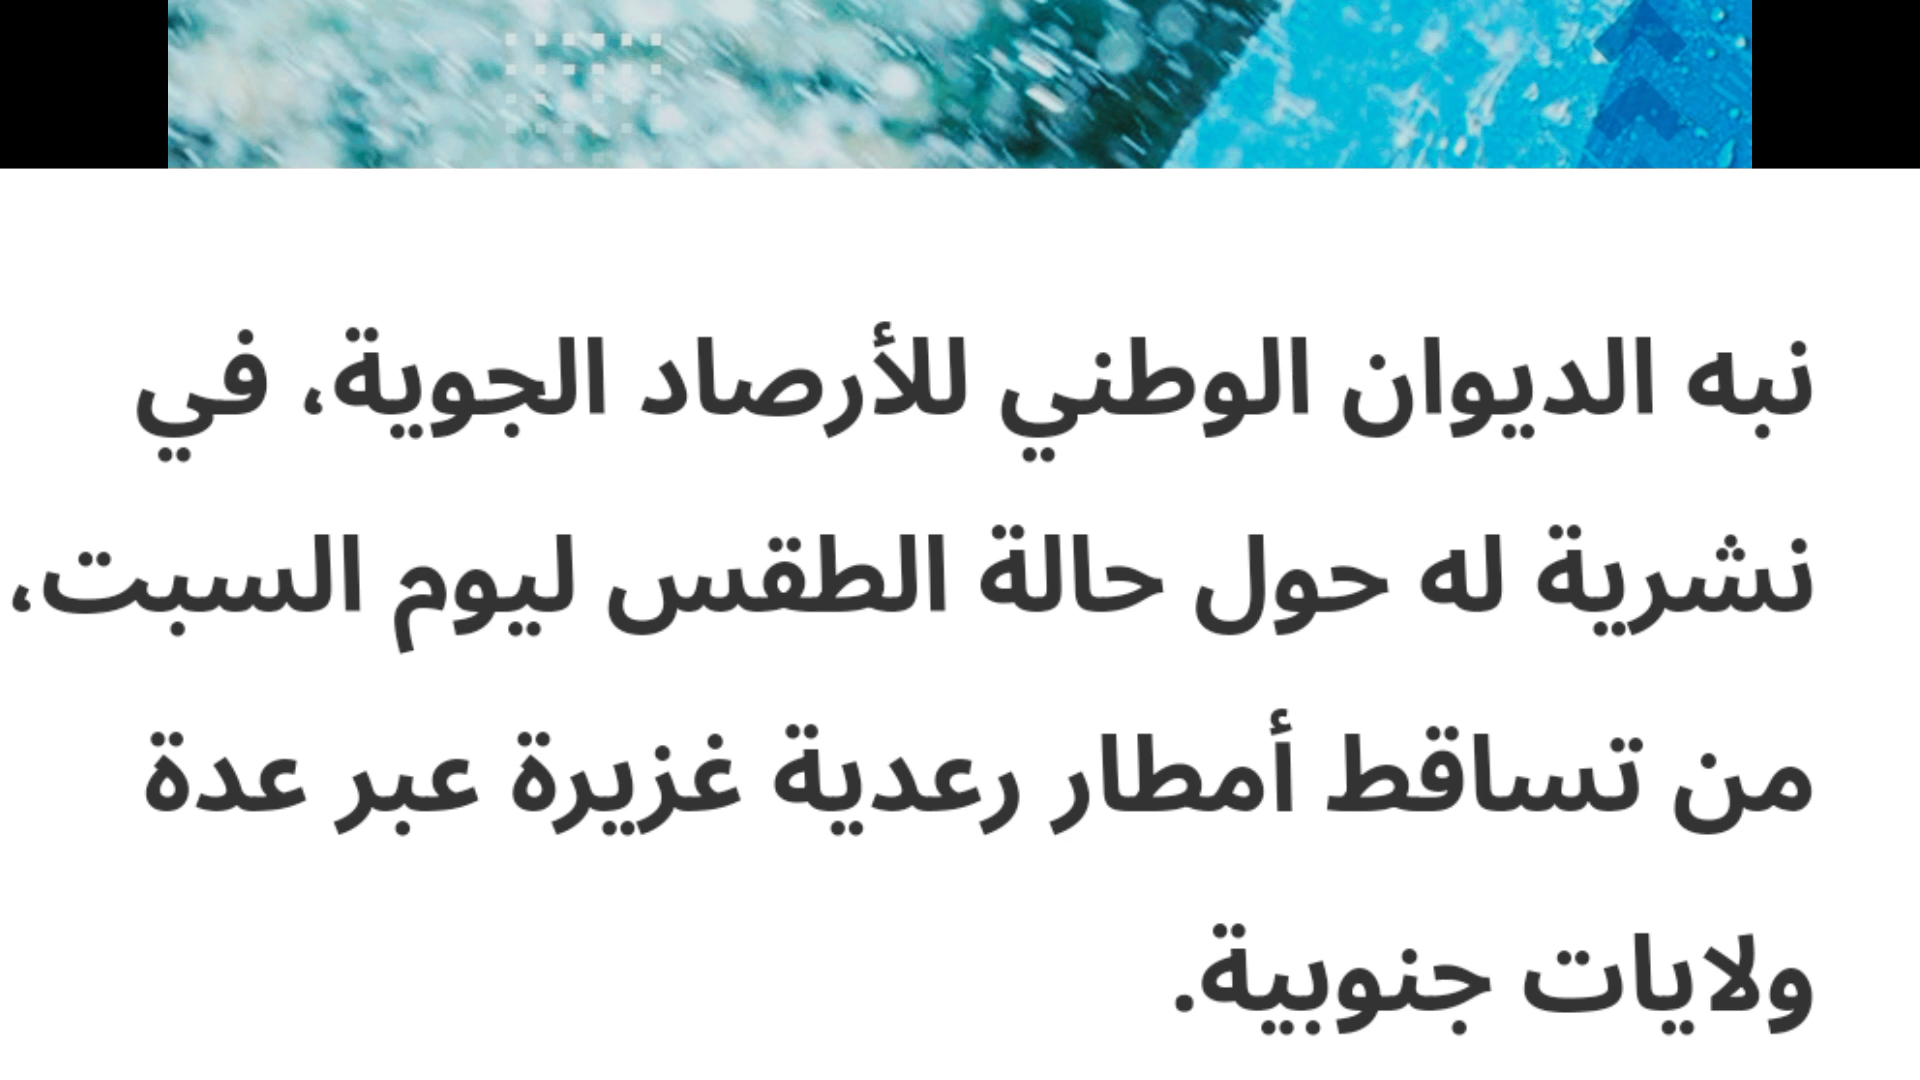 نبه الديوان الوطني للأرصاد الجوية، في
نشرية له حول حالة الطقس ليوم السبت،
من تساقط أمطار رعدية غزيرة عبر عدة
ولايات جنوبية.